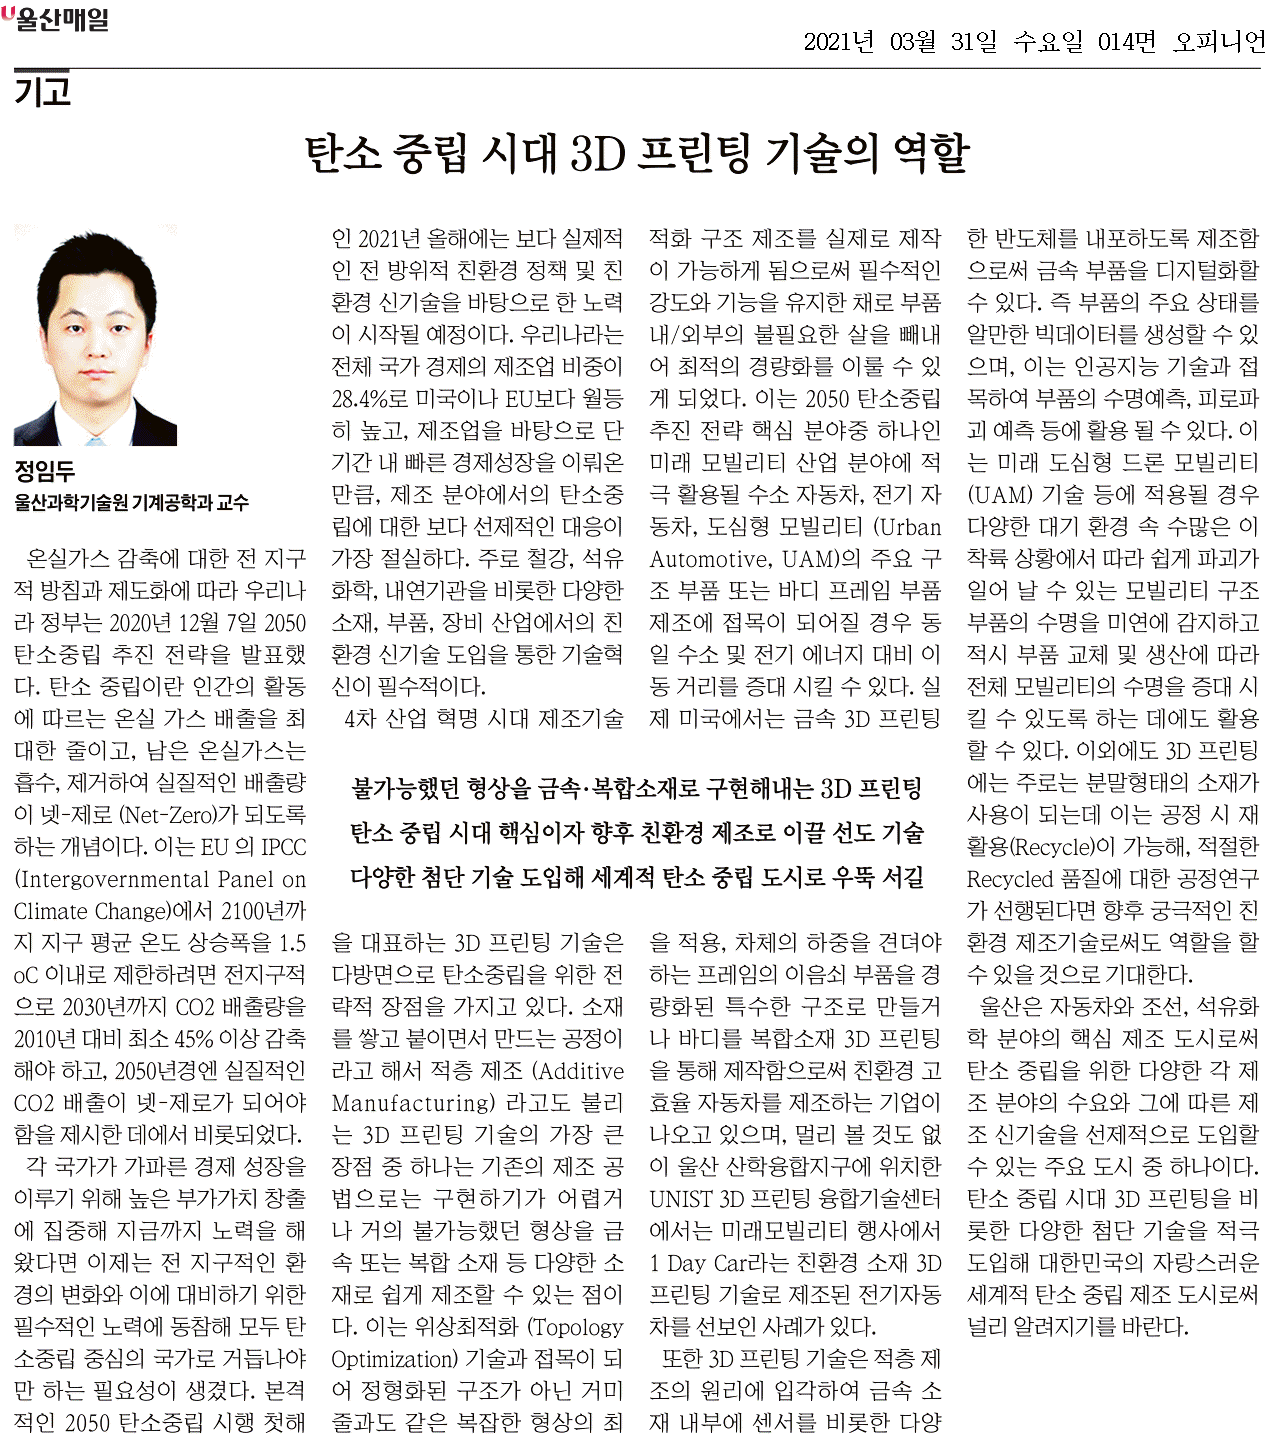 울산매일
2021년 03월 31일 수요일 014면 오피니언
기고
탄소 중립 시대 3D 프린팅 기술의 역할
정임두
울산과학기술원 기계공학과 교수
온실가스 감축에 대한 전 지구
적 방침과 제도화에 따라 우리나
라 정부는 2020년 12월 7일 2050
탄소중립 추진 전략을 발표했
다. 탄소 중립이란 인간의 활동
에 따르는 온실 가스 배출을 최
대한 줄이고, 남은 온실가스는
흡수, 제거하여 실질적인 배출량
이 넷-제로 (Net-Zero)가 되도록
하는 개념이다. 이는 EU 의 IPCC
(Intergovernmental Panel on
Climate Change)에서 2100년까
지 지구 평균 온도 상승폭을 1.5
oC 이내로 제한하려면 전지구적
으로 2030년까지 CO2 배출량을
2010년 대비 최소 45% 이상 감축
해야 하고, 2050년경엔 실질적인
CO2 배출이 넷-제로가 되어야
함을 제시한 데에서 비롯되었다.
각 국가가 가파른 경제 성장을
이루기 위해 높은 부가가치 창출
에 집중해 지금까지 노력을 해
왔다면 이제는 전 지구적인 환
경의 변화와 이에 대비하기 위한
필수적인 노력에 동참해 모두 탄
소중립 중심의 국가로 거듭나야
만 하는 필요성이 생겼다. 본격
적인 2050 탄소중립 시행 첫해
인 2021년 올해에는 보다 실제적
인 전 방위적 친환경 정책 및 친
환경 신기술을 바탕으로 한 노력
이 시작될 예정이다. 우리나라는
전체 국가 경제의 제조업 비중이
28.4%로 미국이나 EU보다 월등
히 높고, 제조업을 바탕으로 단
기간 내 빠른 경제성장을 이뤄온
만큼, 제조 분야에서의 탄소중
립에 대한 보다 선제적인 대응이
가장 절실하다. 주로 철강, 석유
화학, 내연기관을 비롯한 다양한
소재, 부품, 장비 산업에서의 친
환경 신기술 도입을 통한 기술혁
신이 필수적이다.
4차 산업 혁명 시대 제조기술
불가능했던 형상을 금속·복합소재로 구현해내는 3D 프린팅
탄소 중립 시대 핵심이자 향후 친환경 제조로 이끌 선도 기술
다양한 첨단 기술 도입해 세계적 탄소 중립 도시로 우뚝 서길
을 대표하는 3D 프린팅 기술은
다방면으로 탄소중립을 위한 전
략적 장점을 가지고 있다. 소재
를 쌓고 붙이면서 만드는 공정이
라고 해서 적층 제조 (Additive
Manufacturing) 라고도 불리
는 3D 프린팅 기술의 가장 큰
장점 중 하나는 기존의 제조 공
법으로는 구현하기가 어렵거
나 거의 불가능했던 형상을 금
속 또는 복합 소재 등 다양한 소
재로 쉽게 제조할 수 있는 점이
다. 이는 위상최적화 (Topology
Optimization) 기술과 접목이 되
어 정형화된 구조가 아닌 거미
줄과도 같은 복잡한 형상의 최
적화 구조 제조를 실제로 제작
이 가능하게 됨으로써 필수적인
강도와 기능을 유지한 채로 부품
내/외부의 불필요한 살을 빼내
어 최적의 경량화를 이룰 수 있
게 되었다. 이는 2050 탄소중립
추진 전략 핵심 분야중 하나인
미래 모빌리티 산업 분야에 적
극 활용될 수소 자동차, 전기 자
동차, 도심형 모빌리티 (Urban
Automotive, UAM)의 주요 구
조 부품 또는 바디 프레임 부품
제조에 접목이 되어질 경우 동
일 수소 및 전기 에너지 대비 이
동 거리를 증대 시킬 수 있다. 실
제 미국에서는 금속 3D 프린팅
을 적용, 차체의 하중을 견뎌야
하는 프레임의 이음쇠 부품을 경
량화된 특수한 구조로 만들거
나 바디를 복합소재 3D 프린팅
을 통해 제작함으로써 친환경 고
효율 자동차를 제조하는 기업이
나오고 있으며, 멀리 볼 것도 없
이 울산 산학융합지구에 위치한
UNIST 3D 프린팅 융합기술센터
에서는 미래모빌리티 행사에서
1 Day Car라는 친환경 소재 3D
프린팅 기술로 제조된 전기자동
차를 선보인 사례가 있다.
또한 3D 프린팅 기술은 적층 제
조의 원리에 입각하여 금속 소
재 내부에 센서를 비롯한 다양
한 반도체를 내포하도록 제조함
으로써 금속 부품을 디지털화할
수 있다. 즉 부품의 주요 상태를
알만한 빅데이터를 생성할 수 있
으며, 이는 인공지능 기술과 접
목하여 부품의 수명예측, 피로파
괴 예측 등에 활용 될 수 있다. 이
는 미래 도심형 드론 모빌리티
(UAM) 기술 등에 적용될 경우
다양한 대기 환경 속 수많은 이
착륙 상황에서 따라 쉽게 파괴가
일어 날 수 있는 모빌리티 구조
부품의 수명을 미연에 감지하고
적시 부품 교체 및 생산에 따라
전체 모빌리티의 수명을 증대 시
킬 수 있도록 하는 데에도 활용
할 수 있다. 이외에도 3D 프린팅
에는 주로는 분말형태의 소재가
사용이 되는데 이는 공정 시 재
활용(Recycle)이 가능해, 적절한
Recycled 품질에 대한 공정연구
가 선행된다면 향후 궁극적인 친
환경 제조기술로써도 역할을 할
수 있을 것으로 기대한다.
울산은 자동차와 조선, 석유화
학 분야의 핵심 제조 도시로써
탄소 중립을 위한 다양한 각 제
조 분야의 수요와 그에 따른 제
조 신기술을 선제적으로 도입할
수 있는 주요 도시 중 하나이다.
탄소 중립 시대 3D 프린팅을 비
롯한 다양한 첨단 기술을 적극
도입해 대한민국의 자랑스러운
세계적 탄소 중립 제조 도시로써
널리 알려지기를 바란다.